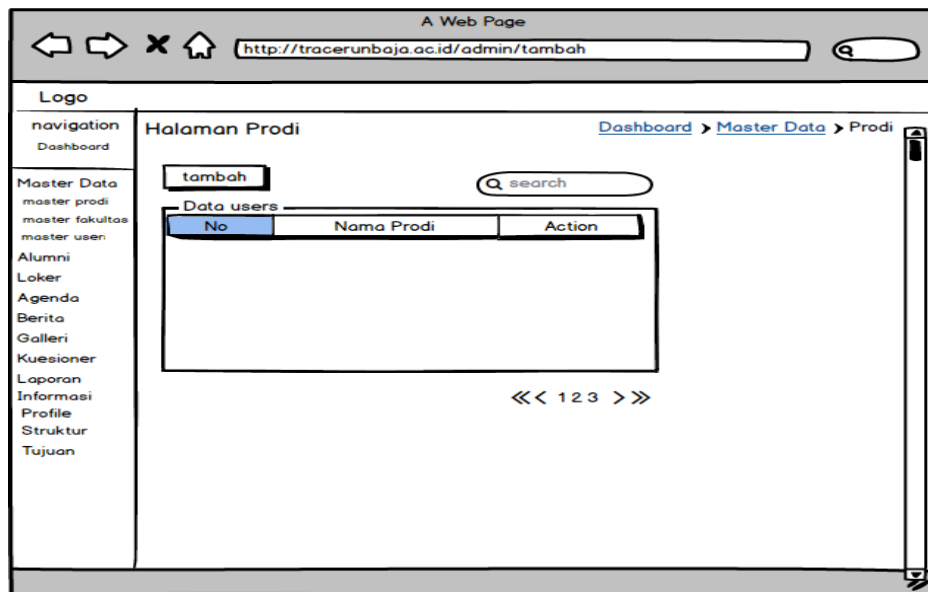 A Web Page
http://tracerunbaja.ac.id/admin/tambah
Logo
navigation
Dashboard
Master Data
master prodi
master fakultas
master user
Alumni
Loker
Agenda
Berita
Galleri
Kuesioner
Laporan
Informasi
Profile
Struktur
Tujuan
Halaman Prodi
Dashboard > Master Data > Prodi
tambah
search
Data users
No Nama Prodi Action
≪ < 1 2 3 > ≫